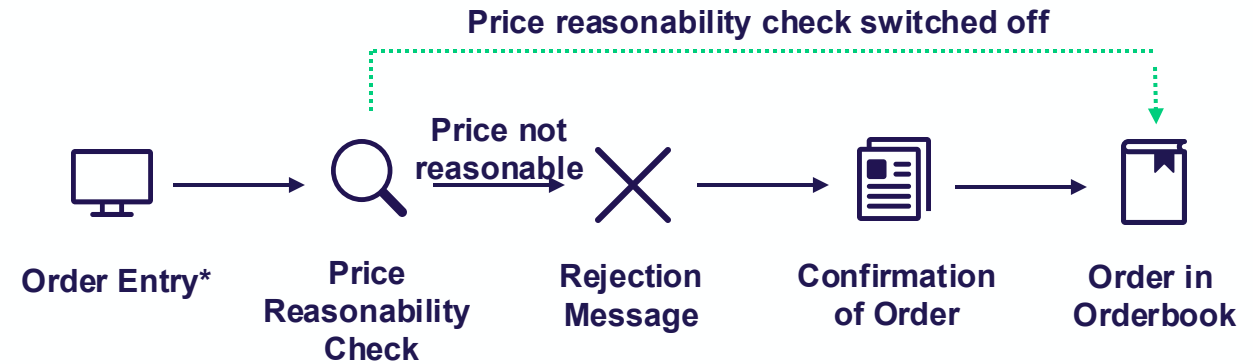 Price reasonability check switched off
Price not
reasonable
Order Entry*
Price
Reasonability
Check
Rejection
Message
Confirmation
of Order
Order in
Orderbook